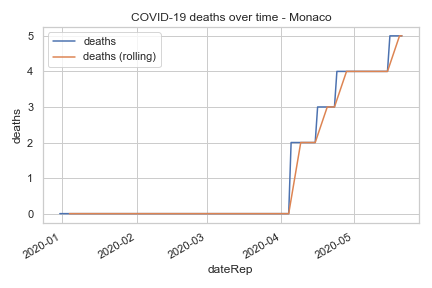 COVID-19 deaths over time - Monaco
deaths
deaths (rolling)
5
4
3
2
1
0
deaths
2020-01
2020-02
2020-03
2020-04
2020-05
dateRep